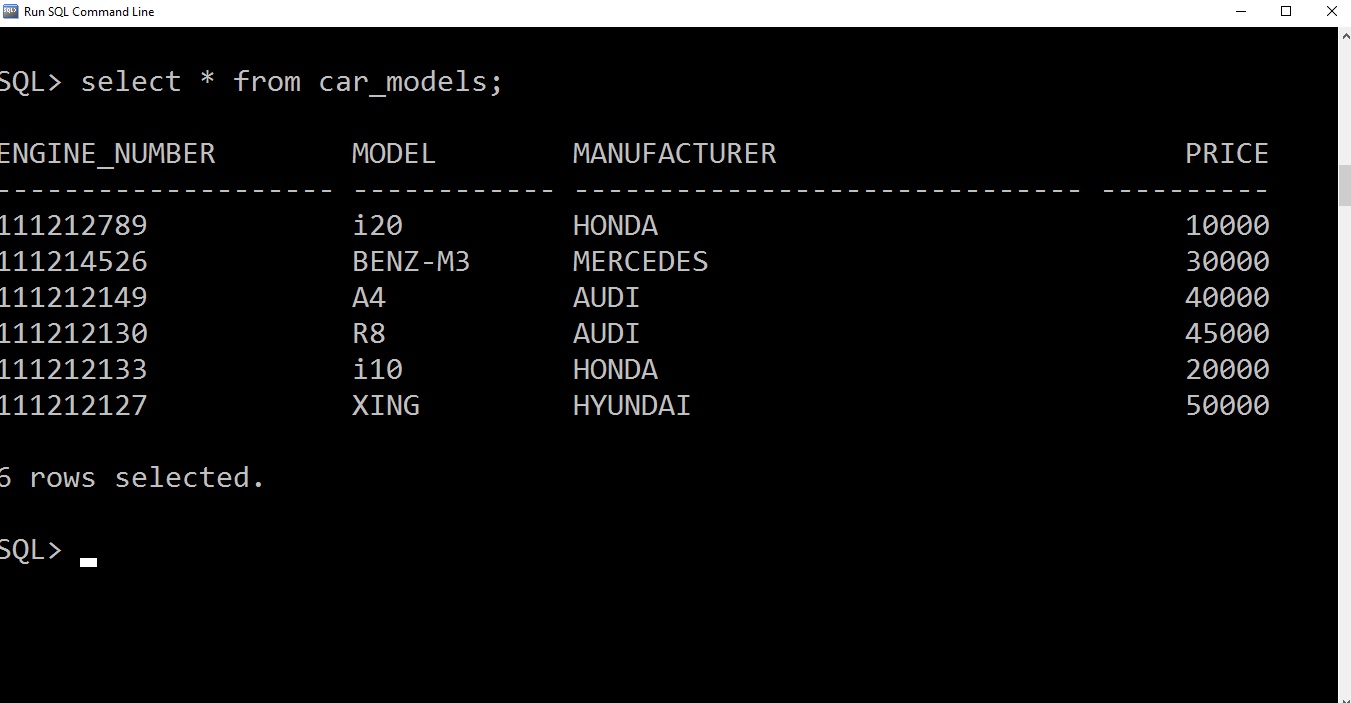 Run SQL Command Line
SQL> select * from car_models;
ENGINE_NUMBER MODEL MANUFACTURER PRICE
-------------------- ------------ ------------------------------ ----------
111212789 i20 HONDA 10000
111214526 BENZ-M3 MERCEDES 30000
111212149 A4 AUDI 40000
111212130 R8 AUDI 45000
111212133 i10 HONDA 20000
111212127 XING HYUNDAI 50000
6 rows selected.
SQL>